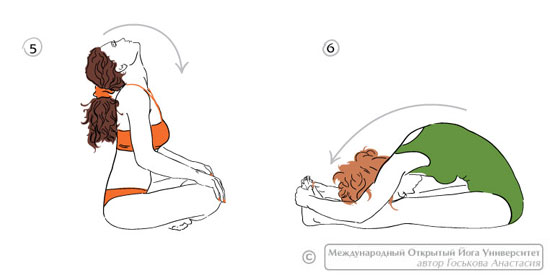 5
6
© Международный Открытый Йога Университет
автор Госькова Анастасия